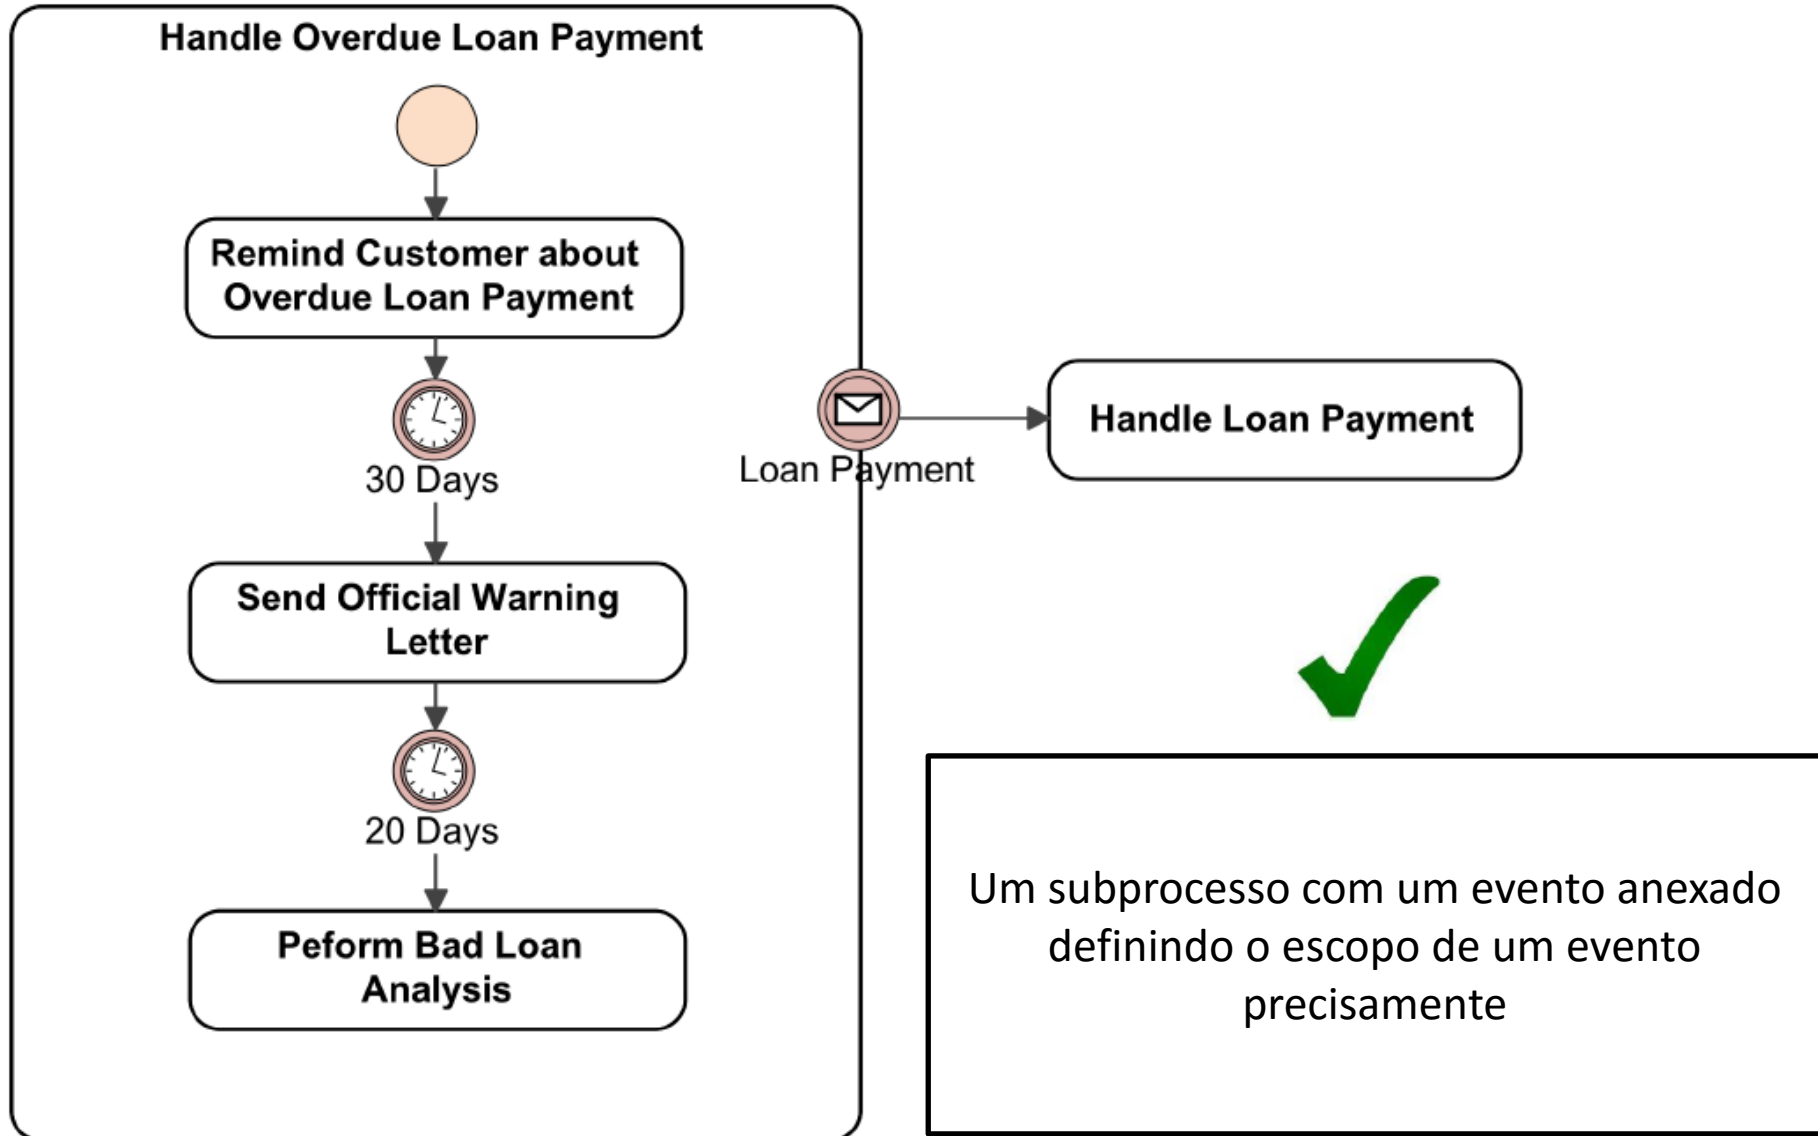 Handle Overdue Loan Payment
Remind Customer about
Overdue Loan Payment
30 Days
Send Official Warning
Letter
20 Days
Peform Bad Loan
Analysis
Loan Payment
Handle Loan Payment
Um subprocesso com um evento anexado
definindo o escopo de um evento
precisamente